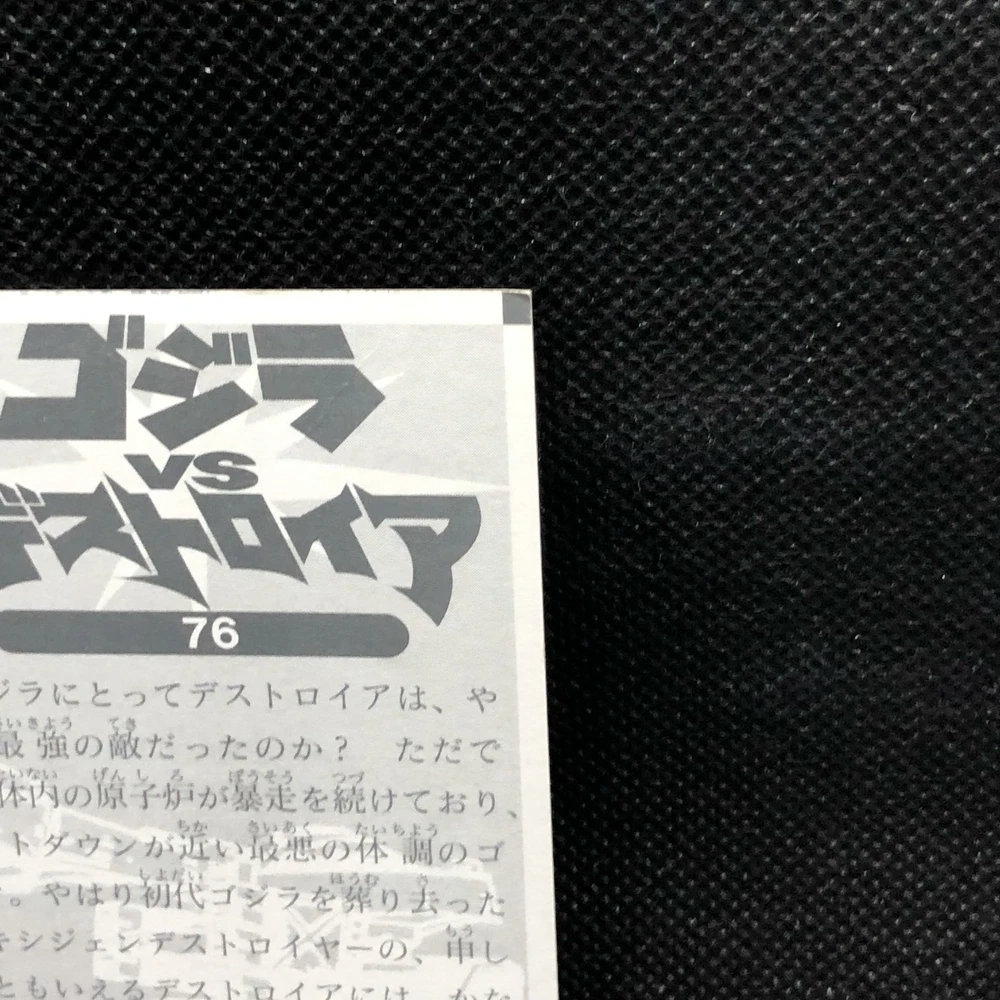 ゴジラ
VS
デストロイア
76
ジラにとってデストロイアは、や
最強の敵だったのか？ ただで
体内の原子炉が暴走を続けており、
トダウンが近い最悪の体調のゴ
。やはり初代ゴジラを葬り去った
キシジェンデストロイヤーの、申し
ともいえるデストロイアには、かな